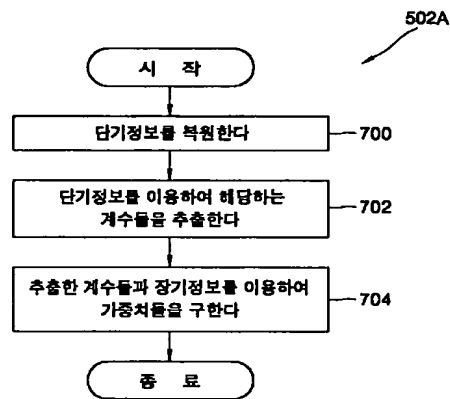 502A
시 작
단기정보를 복원한다
700
단기정보를 이용하여 해당하는
계수들을 추출한다
702
추출한 계수들과 장기정보를 이용하여
가중치들을 구한다
704
종 료